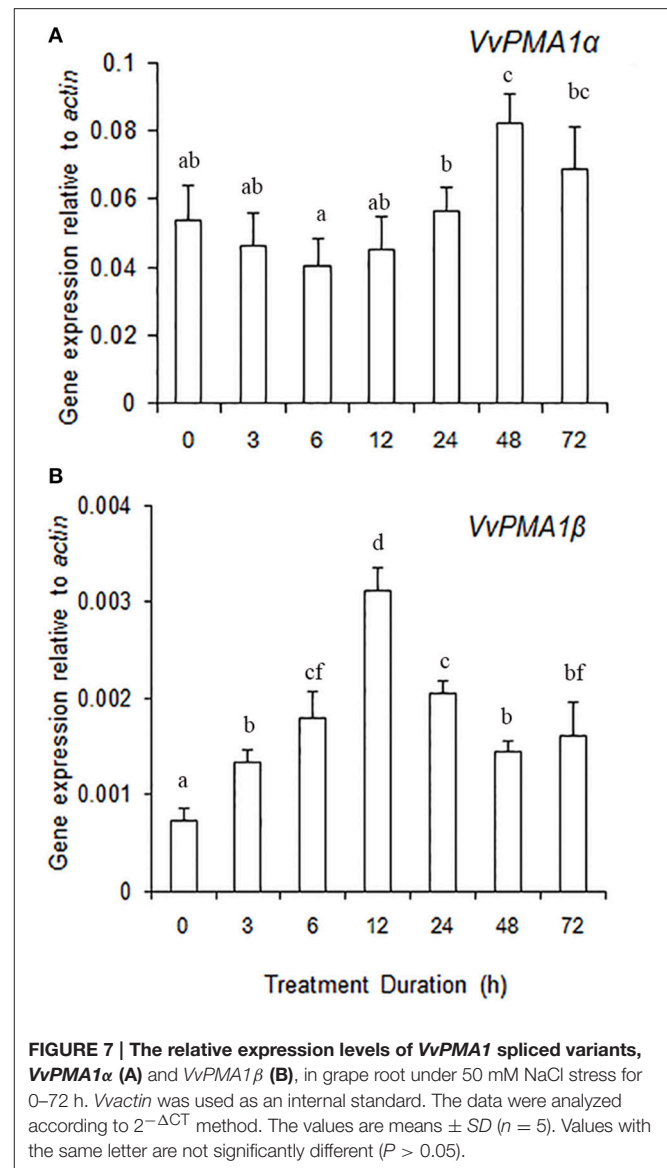 A
VvPMA1α
Gene expression relative to actin
0.1
0.08
0.06
0.04
0.02
0
ab
ab
a
ab
b
c
bc
0 3 6 12 24 48 72
B
VvPMA1β
Gene expression relative to actin
0.004
0.003
0.002
0.001
0
a
b
cf
d
c
b
bf
0 3 6 12 24 48 72
Treatment Duration (h)
FIGURE 7 | The relative expression levels of VvPMA1 spliced variants,
VvPMA1α (A) and VvPMA1β (B), in grape root under 50 mM NaCl stress for
0–72 h. Vvactin was used as an internal standard. The data were analyzed
according to 2−ΔCT method. The values are means ± SD (n = 5). Values with
the same letter are not significantly different (P > 0.05).